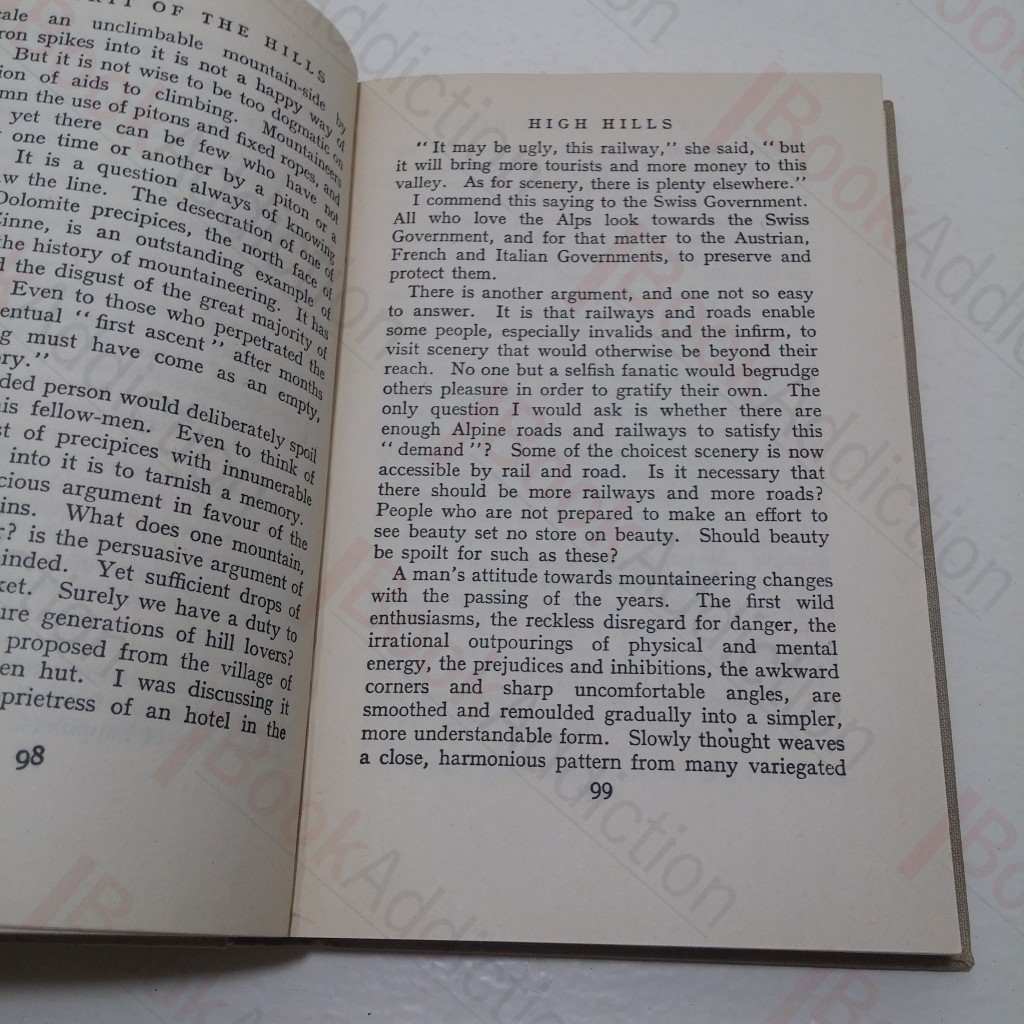 RIT OF THE HILLS
cale an unclimbable mountain-side by
ron spikes into it is not a happy way of
But it is not wise to be too dogmatic on
ion of aids to climbing. Mountaineers
mn the use of pitons and fixed ropes, and
yet there can be few who have not
one time or another by a piton or a
It is a question always of knowing
aw the line. The desecration of one of
Dolomite precipices, the north face of
Zinne, is an outstanding example of
the history of mountaineering. It has
d the disgust of the great majority of
Even to those who perpetrated the
entual “ first ascent ” after months
g must have come as an empty,
ory.”
ded person would deliberately spoil
his fellow-men. Even to think of
st of precipices with innumerable
into it is to tarnish a memory.
cious argument in favour of the
ins. What does one mountain,
r? is the persuasive argument of
inded. Yet sufficient drops of
ket. Surely we have a duty to
ure generations of hill lovers?
proposed from the village of
en hut. I was discussing it
prietress of an hotel in the
98
HIGH HILLS
“ It may be ugly, this railway,” she said, “ but
it will bring more tourists and more money to this
valley. As for scenery, there is plenty elsewhere.”
I commend this saying to the Swiss Government.
All who love the Alps look towards the Swiss
Government, and for that matter to the Austrian,
French and Italian Governments, to preserve and
protect them.
There is another argument, and one not so easy
to answer. It is that railways and roads enable
some people, especially invalids and the infirm, to
visit scenery that would otherwise be beyond their
reach. No one but a selfish fanatic would begrudge
others pleasure in order to gratify their own. The
only question I would ask is whether there are
enough Alpine roads and railways to satisfy this
“ demand ”? Some of the choicest scenery is now
accessible by rail and road. Is it necessary that
there should be more railways and more roads?
People who are not prepared to make an effort to
see beauty set no store on beauty. Should beauty
be spoilt for such as these?
A man’s attitude towards mountaineering changes
with the passing of the years. The first wild
enthusiasms, the reckless disregard for danger, the
irrational outpourings of physical and mental
energy, the prejudices and inhibitions, the awkward
corners and sharp uncomfortable angles, are
smoothed and remoulded gradually into a simpler,
more understandable form. Slowly thought weaves
a close, harmonious pattern from many variegated
99
BookAddiction